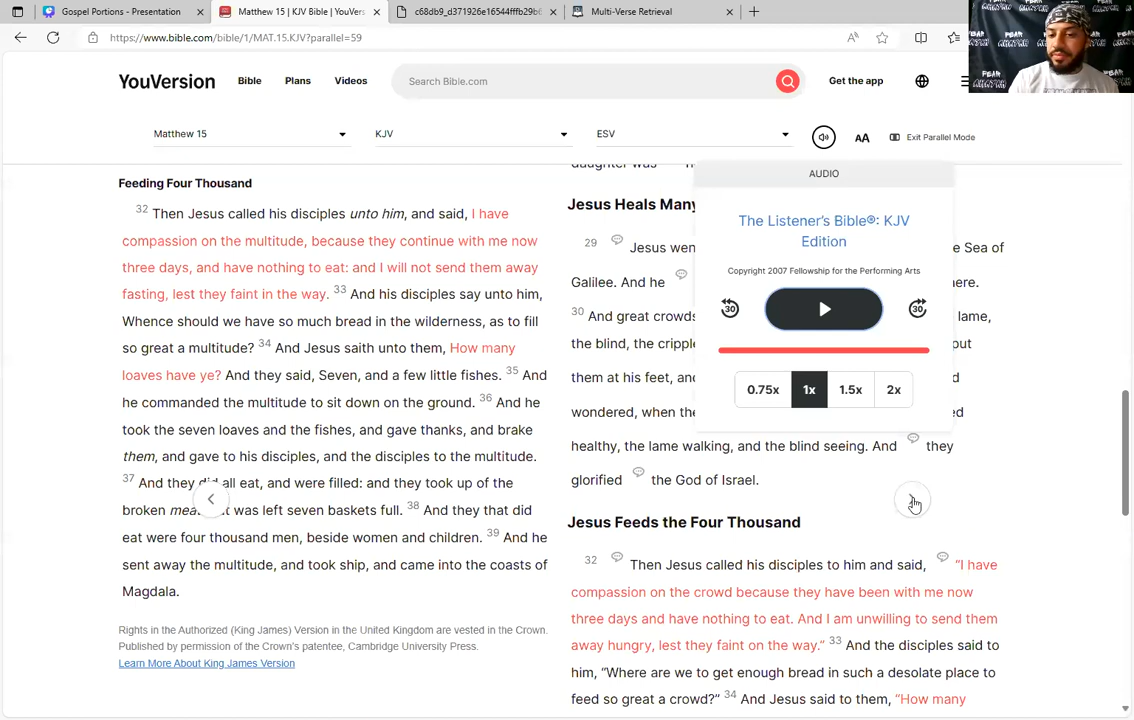 Gospel Portions - Presentation
Matthew 15 | KJV Bible | YouVers
c68db9_d371926e16544fffb29b6
Multi-Verse Retrieval
https://www.bible.com/bible/1/MAT.15.KJV?parallel=59
YouVersion
Bible
Plans
Videos
Search Bible.com
Get the app
Matthew 15
KJV
ESV
AA
Exit Parallel Mode
Feeding Four Thousand
32 Then Jesus called his disciples unto him, and said, I have
compassion on the multitude, because they continue with me now
three days, and have nothing to eat: and I will not send them away
fasting, lest they faint in the way. 33 And his disciples say unto him,
Whence should we have so much bread in the wilderness, as to fill
so great a multitude? 34 And Jesus saith unto them, How many
loaves have ye? And they said, Seven, and a few little fishes. 35 And
he commanded the multitude to sit down on the ground. 36 And he
took the seven loaves and the fishes, and gave thanks, and brake
them, and gave to his disciples, and the disciples to the multitude.
37 And they did all eat, and were filled: and they took up of the
broken meat was left seven baskets full. 38 And they that did
eat were four thousand men, beside women and children. 39 And he
sent away the multitude, and took ship, and came into the coasts of
Magdala.
Rights in the Authorized (King James) Version in the United Kingdom are vested in the Crown.
Published by permission of the Crown's patentee, Cambridge University Press.
Learn More About King James Version
daughter was
Jesus Heals Many
29 Jesus wen e Sea of
Galilee. And he here.
30 And great crowds lame,
the blind, the cripple put
them at his feet, an d
wondered, when the ed
healthy, the lame walking, and the blind seeing. And they
glorified the God of Israel.
Jesus Feeds the Four Thousand
32 Then Jesus called his disciples to him and said, "I have
compassion on the crowd because they have been with me now
three days and have nothing to eat. And I am unwilling to send them
away hungry, lest they faint on the way." 33 And the disciples said to
him, "Where are we to get enough bread in such a desolate place to
feed so great a crowd?" 34 And Jesus said to them, "How many
AUDIO
The Listener's Bible®: KJV
Edition
Copyright 2007 Fellowship for the Performing Arts
30
30
0.75x
1x
1.5x
2x
FEAR
FEAR